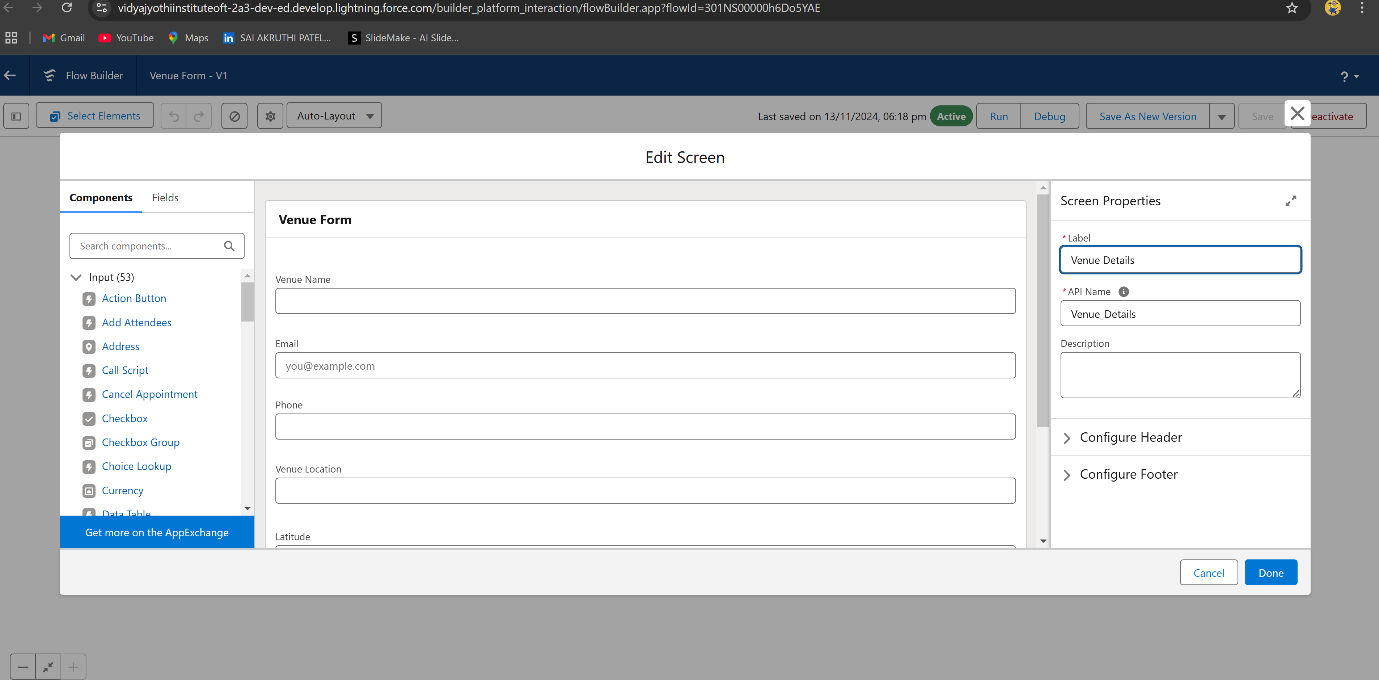 vidyajyothiinstituteoft-2a3-dev-ed.develop.lightning.force.com/builder_platform_interaction/flowBuilder.app?flowId=301NS00000h6Do5YAE
Gmail YouTube Maps SAI AKRUTHI PATEL... SlideMake - AI Slide...
Flow Builder Venue Form - V1 ?
Select Elements Auto-Layout Last saved on 13/11/2024, 06:18 pm Active Run Debug Save As New Version Save eactivate
Edit Screen
Components Fields
Search components...
Input (53)
Action Button
Add Attendees
Address
Call Script
Cancel Appointment
Checkbox
Checkbox Group
Choice Lookup
Currency
Data Table
Get more on the AppExchange
Venue Form
Venue Name
Email
you@example.com
Phone
Venue Location
Latitude
Screen Properties
* Label
Venue Details
* API Name
Venue_Details
Description
Configure Header
Configure Footer
Cancel Done